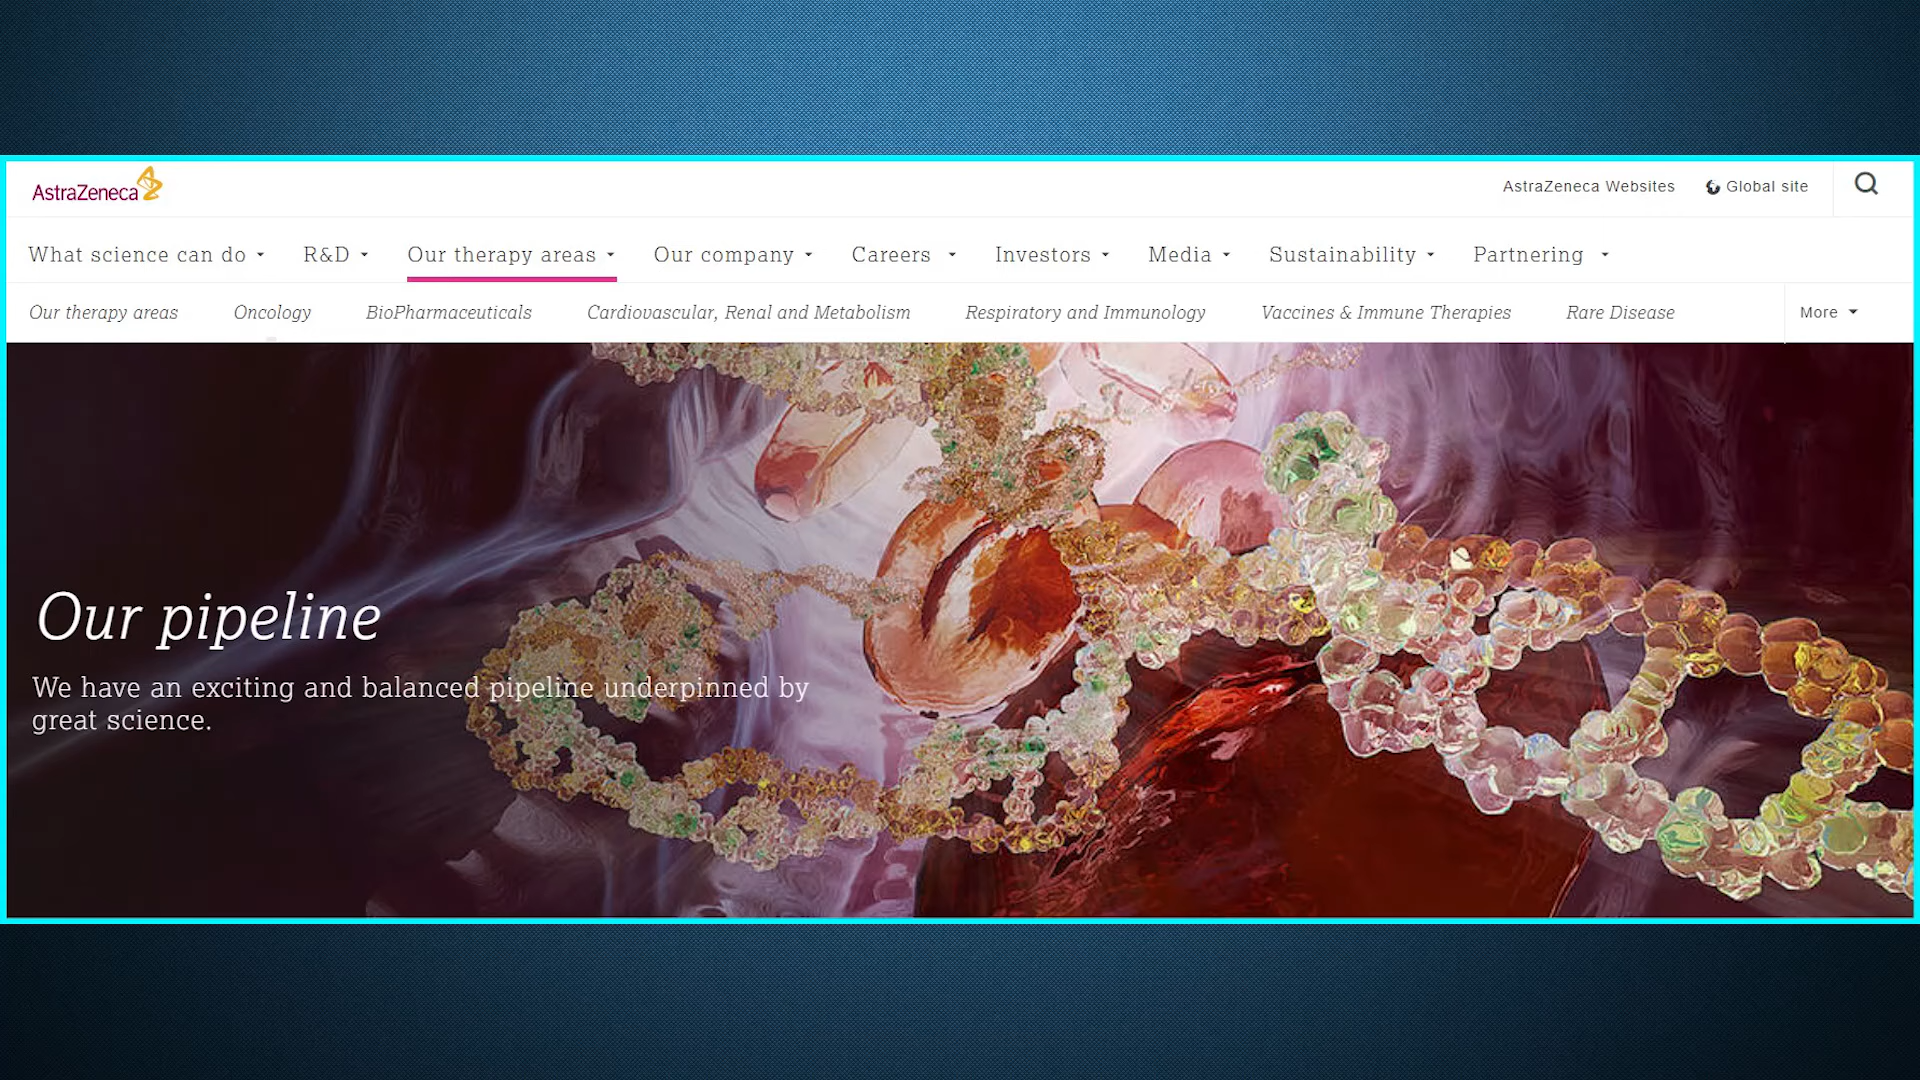 AstraZeneca
AstraZeneca Websites Global site
What science can do R&D Our therapy areas Our company Careers Investors Media Sustainability Partnering
Our therapy areas Oncology BioPharmaceuticals Cardiovascular, Renal and Metabolism Respiratory and Immunology Vaccines & Immune Therapies Rare Disease More
Our pipeline
We have an exciting and balanced pipeline underpinned by
great science.